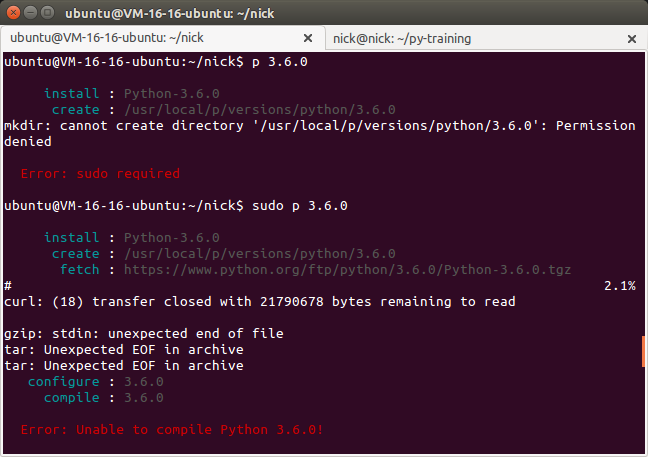 ubuntu@VM-16-16-ubuntu: ~/nick
ubuntu@VM-16-16-ubuntu: ~/nick
nick@nick: ~/py-training
ubuntu@VM-16-16-ubuntu:~/nick$ p 3.6.0
install : Python-3.6.0
create : /usr/local/p/versions/python/3.6.0
mkdir: cannot create directory '/usr/local/p/versions/python/3.6.0': Permission
denied
Error: sudo required
ubuntu@VM-16-16-ubuntu:~/nick$ sudo p 3.6.0
install : Python-3.6.0
create : /usr/local/p/versions/python/3.6.0
fetch : https://www.python.org/ftp/python/3.6.0/Python-3.6.0.tgz
# 2.1%
curl: (18) transfer closed with 21790678 bytes remaining to read
gzip: stdin: unexpected end of file
tar: Unexpected EOF in archive
tar: Unexpected EOF in archive
configure : 3.6.0
compile : 3.6.0
Error: Unable to compile Python 3.6.0!